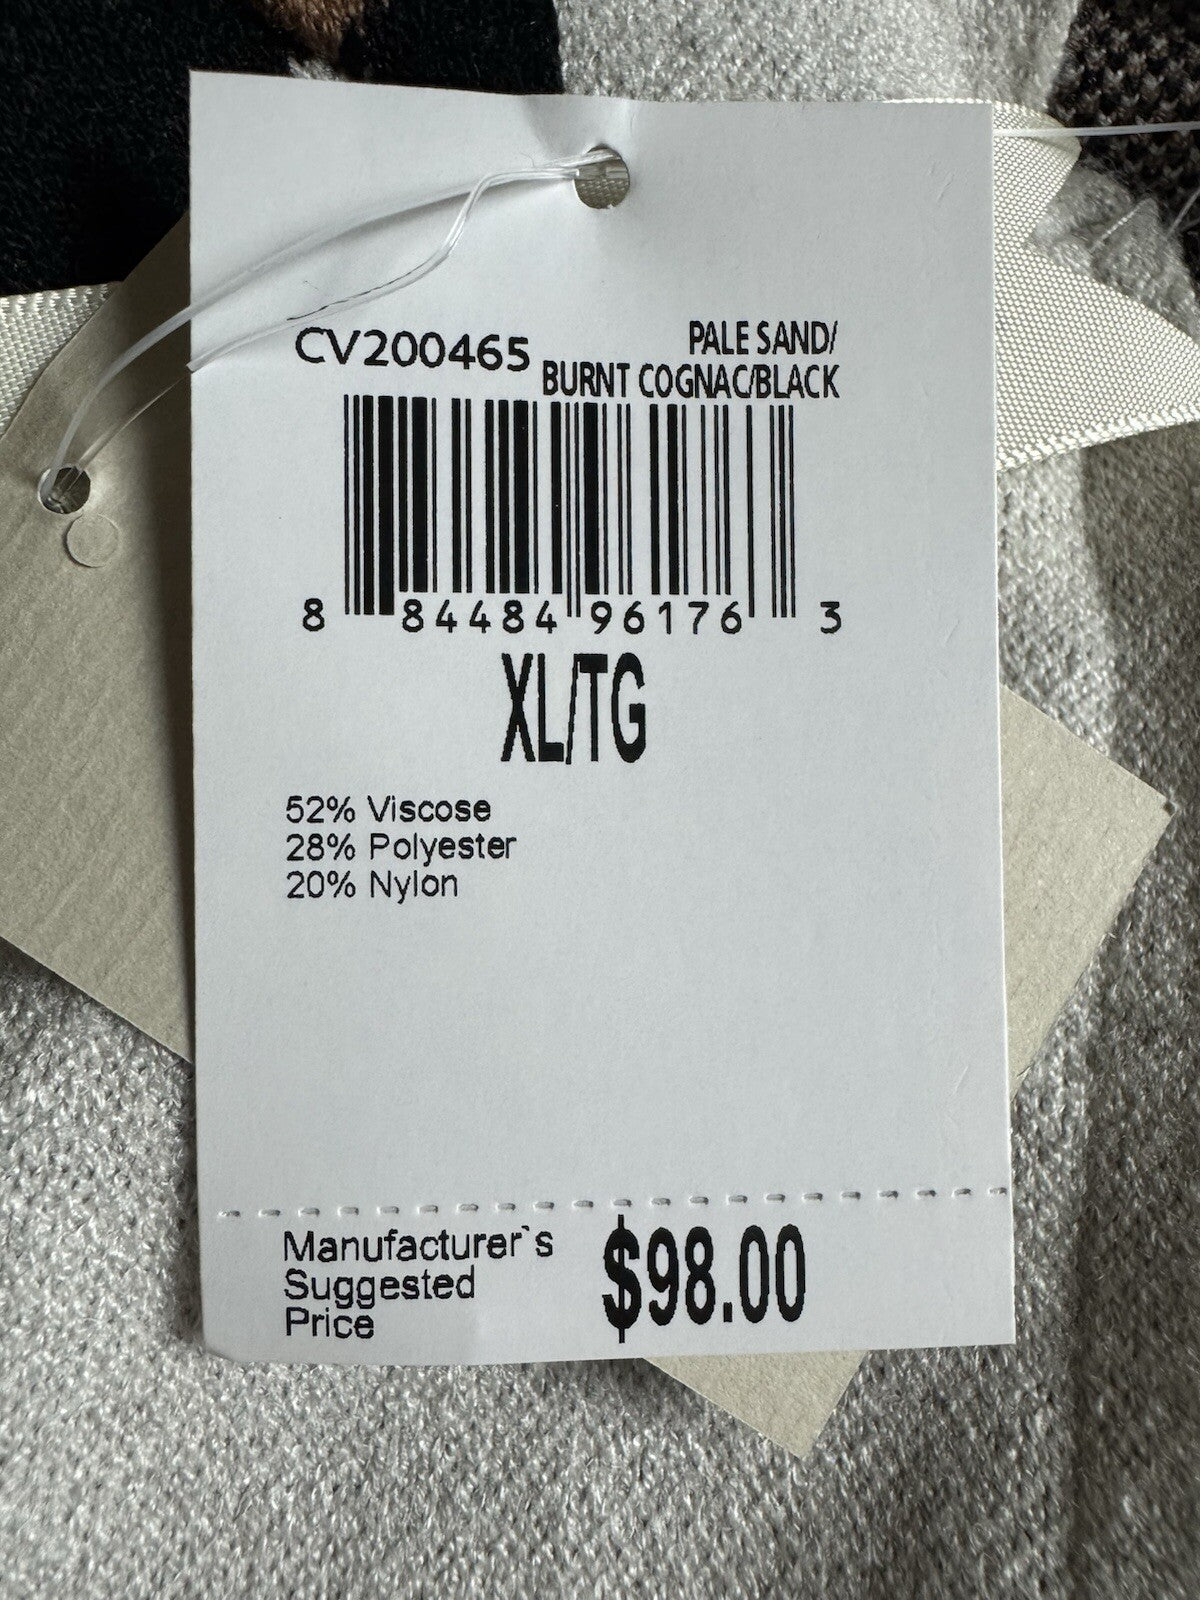 CV200465
PALE SAND/
BURNT COGNAC/BLACK
8 84484 96176 3
XL/TG
52% Viscose
28% Polyester
20% Nylon
Manufacturer`s
Suggested
Price
$98.00